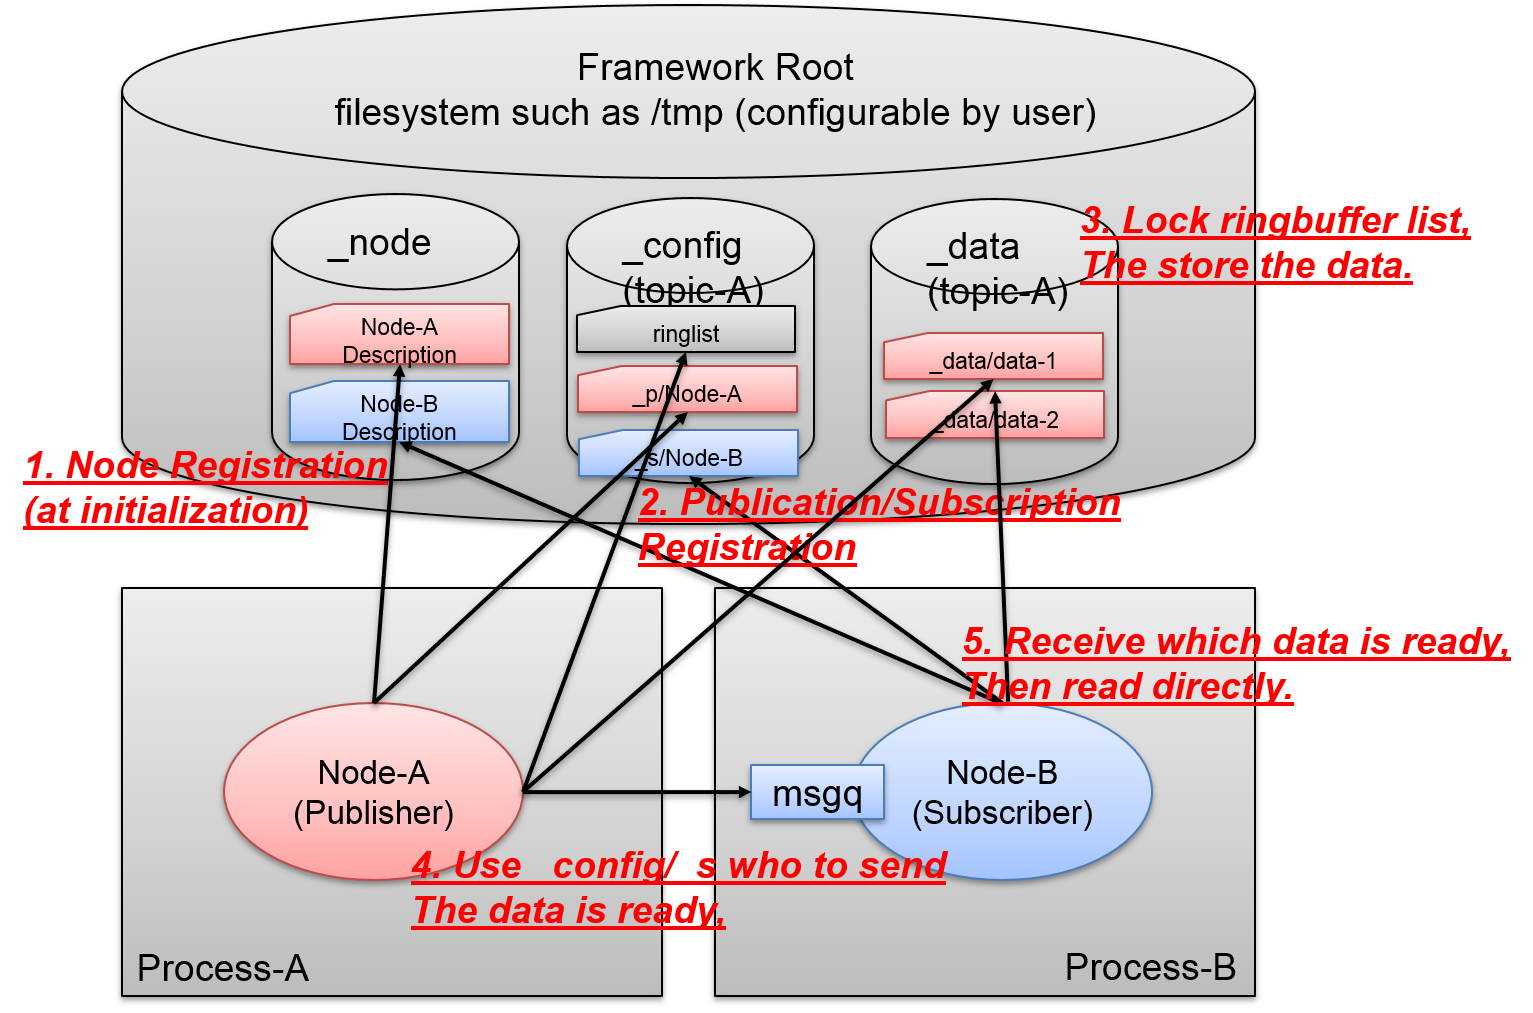 Framework Root
filesystem such as /tmp (configurable by user)
_node
Node-A
Description
Node-B
Description
_config
(topic-A)
ringlist
_p/Node-A
_s/Node-B
_data
(topic-A)
_data/data-1
_data/data-2
3. Lock ringbuffer list,
The store the data.
1. Node Registration
(at initialization)
2. Publication/Subscription
Registration
5. Receive which data is ready,
Then read directly.
Node-A
(Publisher)
msgq
Node-B
(Subscriber)
4. Use _config/_s who to send
The data is ready,
Process-A
Process-B